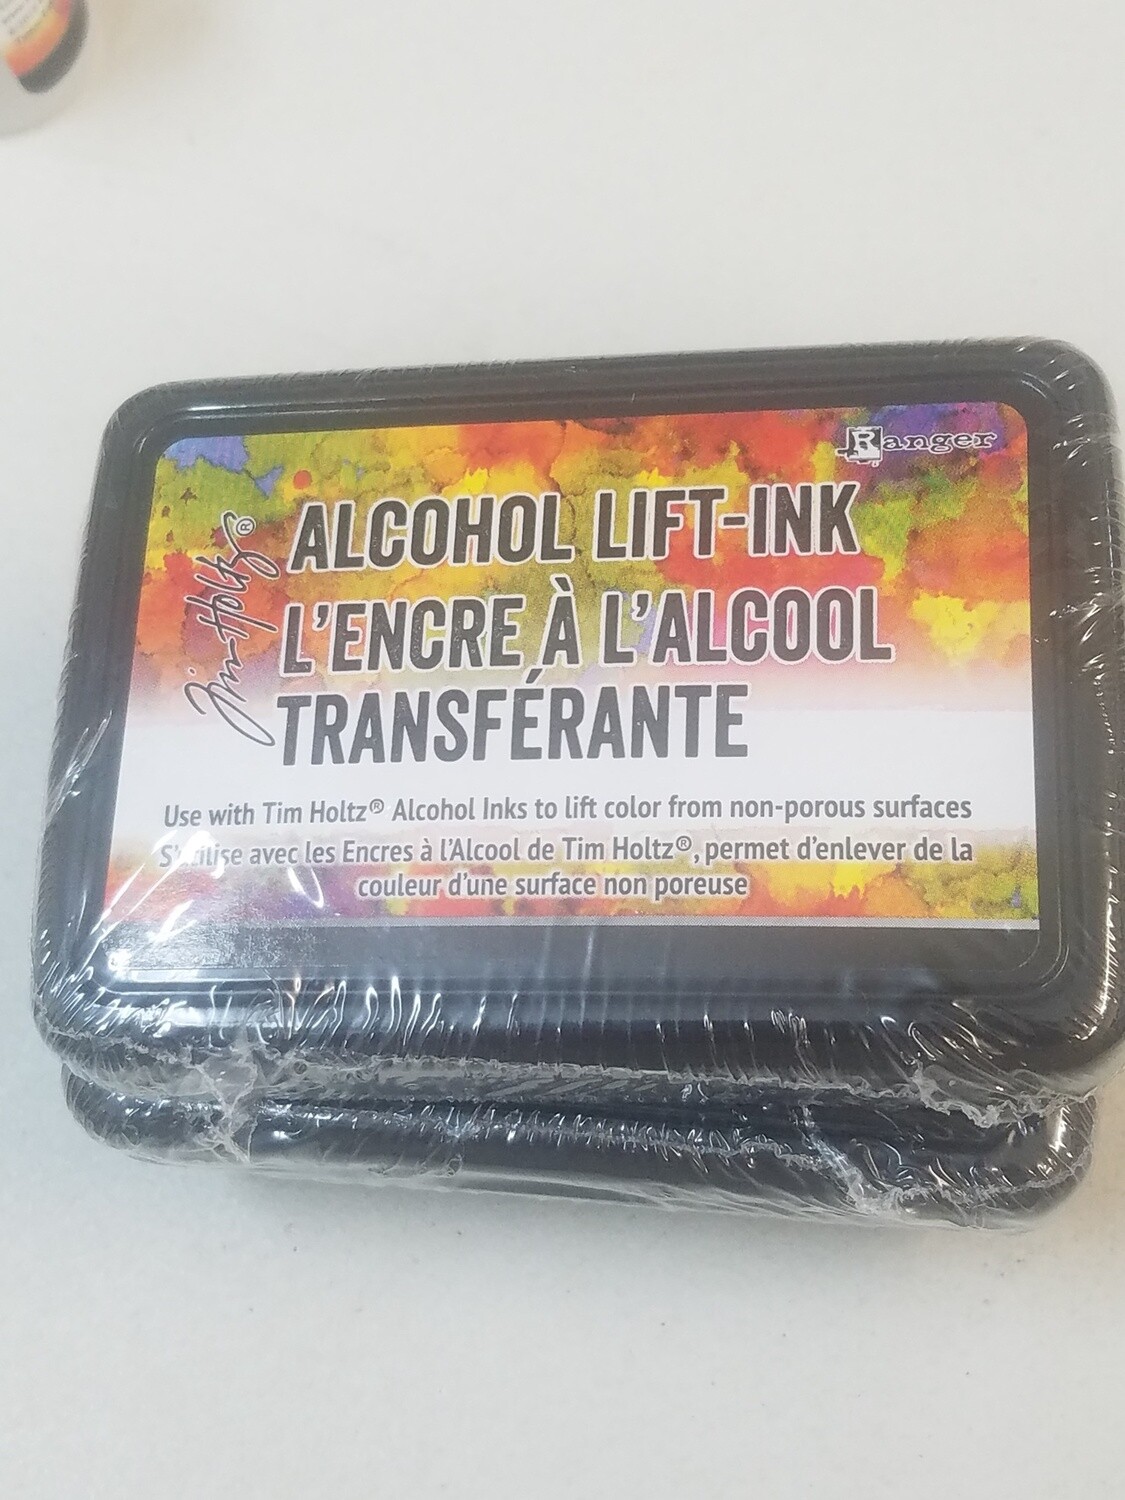 Ranger
Tim Holtz®
ALCOHOL LIFT-INK
L'ENCRE À L'ALCOOL
TRANSFÉRANTE
Use with Tim Holtz® Alcohol Inks to lift color from non-porous surfaces
S'utilise avec les Encres à l'Alcool de Tim Holtz®, permet d'enlever de la
couleur d'une surface non poreuse